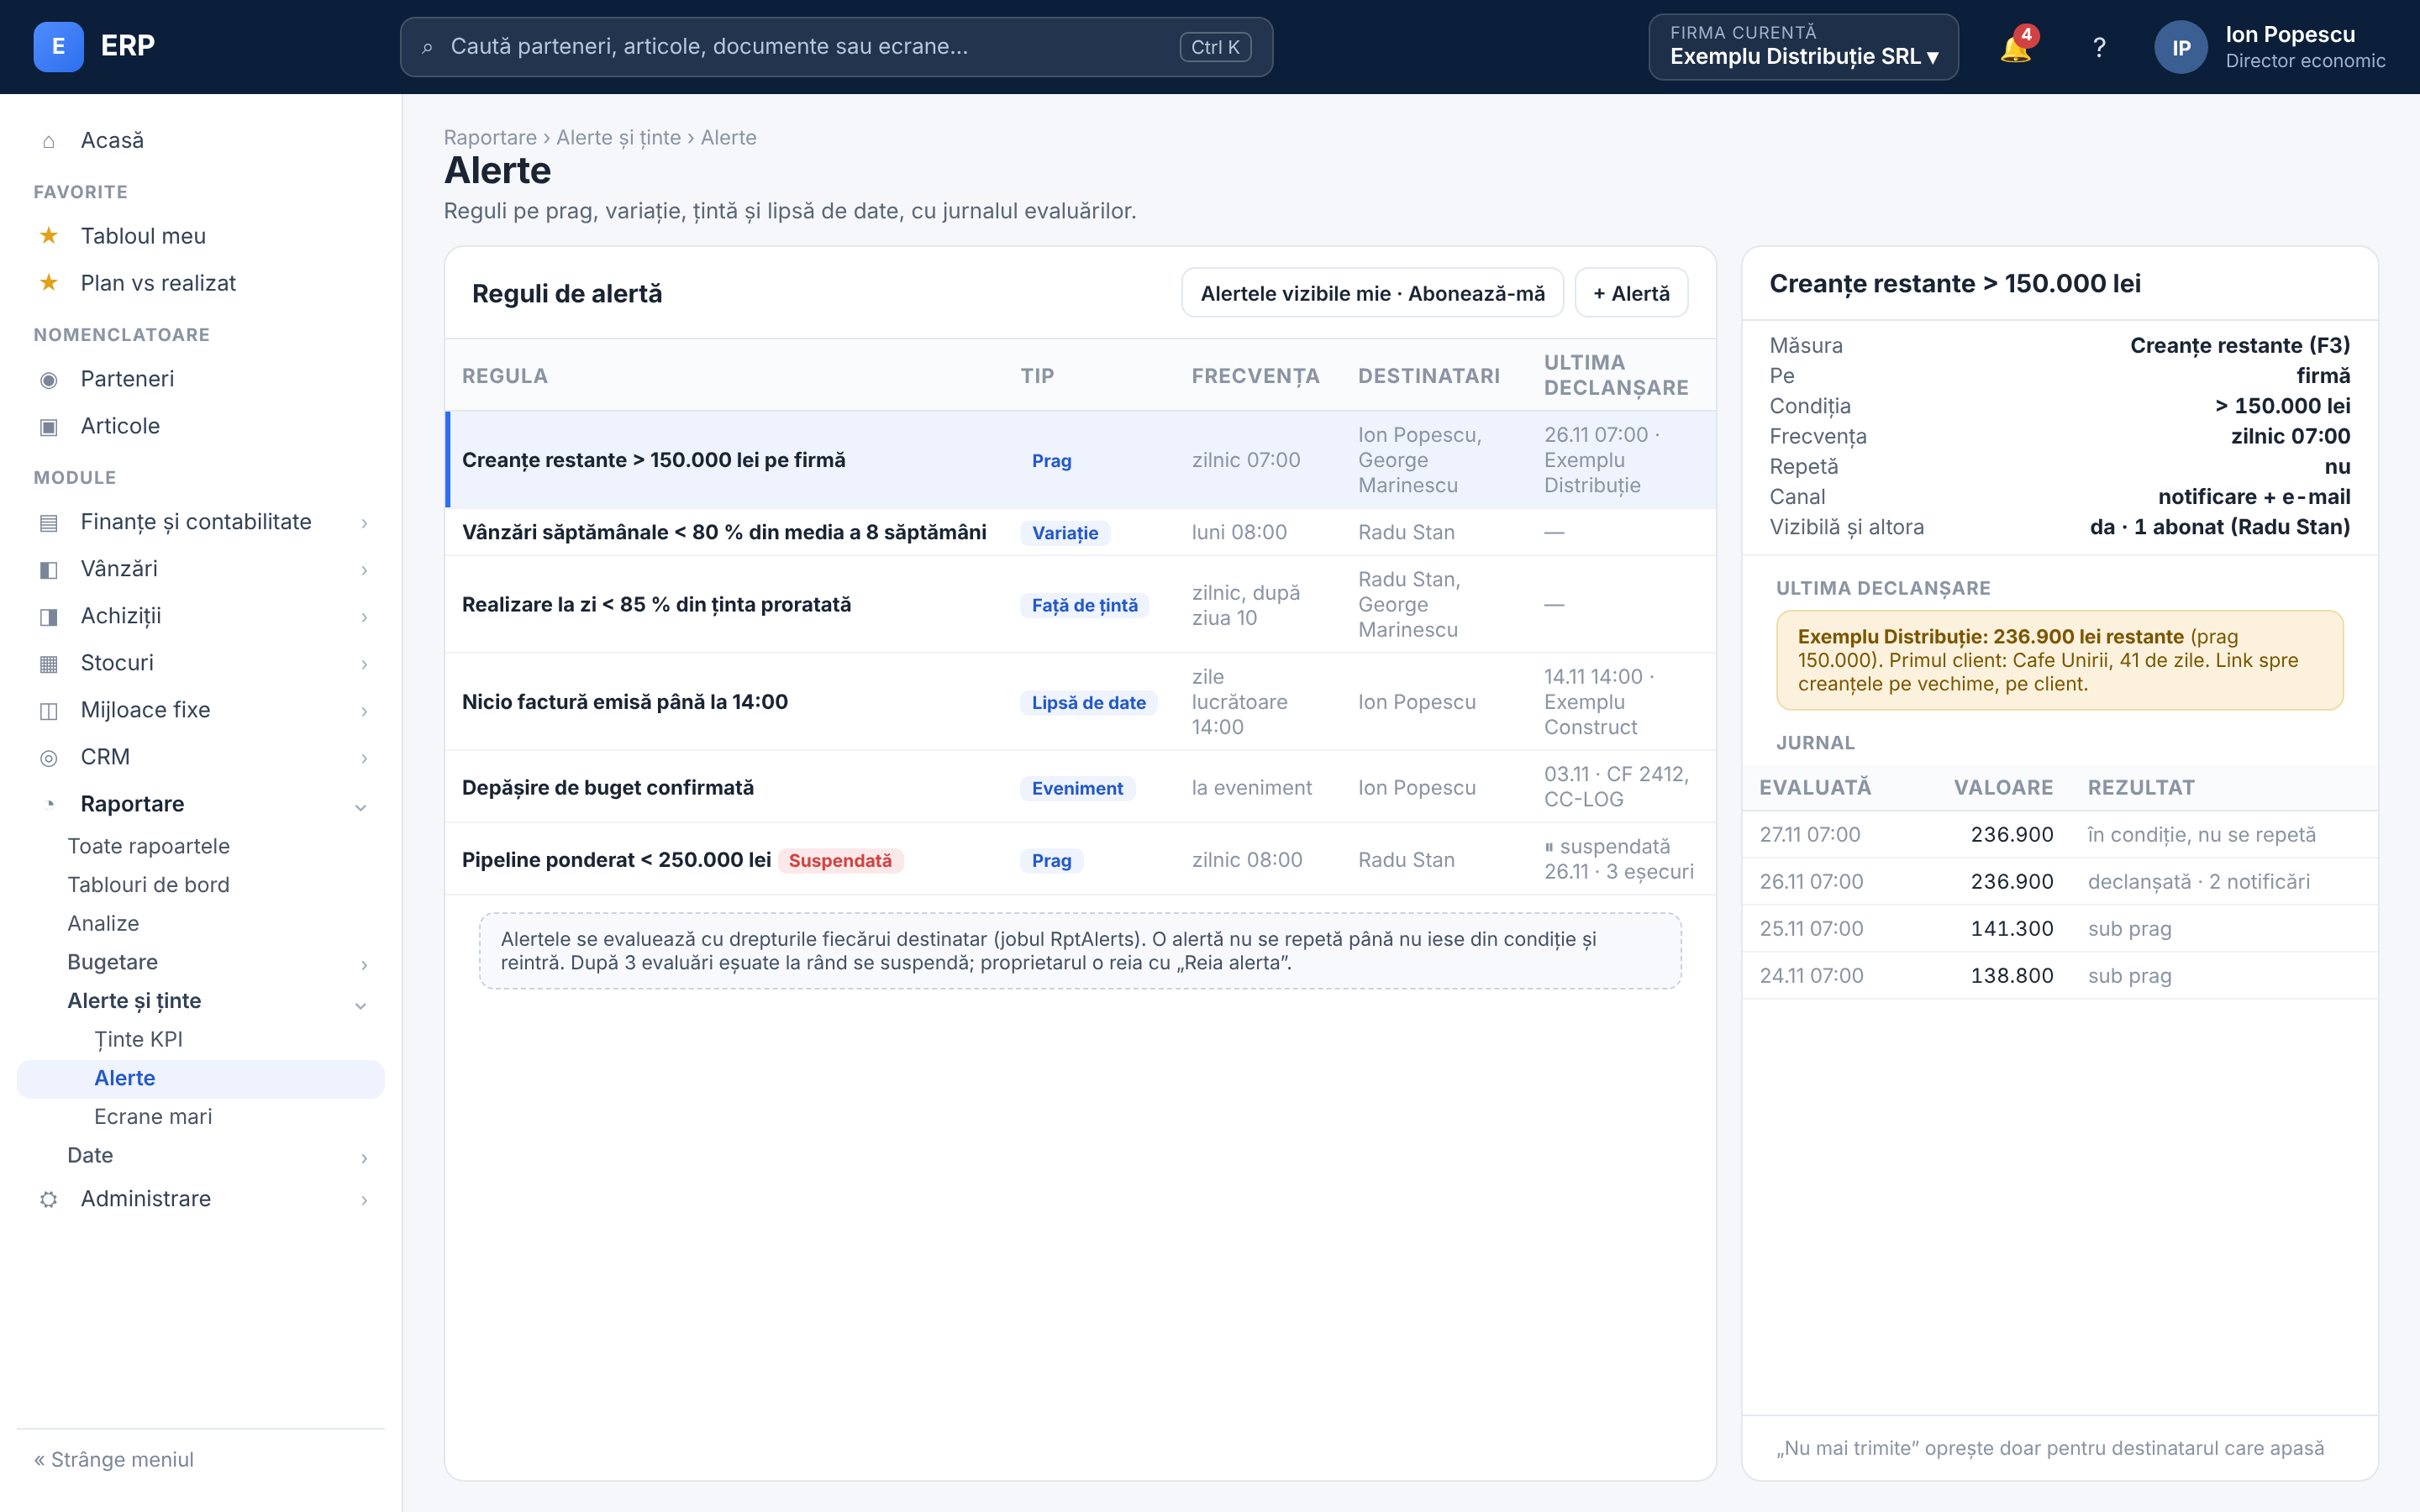 E ERP
Caută parteneri, articole, documente sau ecrane... Ctrl K
FIRMA CURENTĂ
Exemplu Distribuție SRL ▾
4
?
IP
Ion Popescu
Director economic
Acasă
FAVORITE
Tabloul meu
Plan vs realizat
NOMENCLATOARE
Parteneri
Articole
MODULE
Finanțe și contabilitate
Vânzări
Achiziții
Stocuri
Mijloace fixe
CRM
Raportare
Toate rapoartele
Tablouri de bord
Analize
Bugetare
Alerte și ținte
Ținte KPI
Alerte
Ecrane mari
Date
Administrare
« Strânge meniul
Raportare › Alerte și ținte › Alerte
Alerte
Reguli pe prag, variație, țintă și lipsă de date, cu jurnalul evaluărilor.
Reguli de alertă
Alertele vizibile mie · Abonează-mă
+ Alertă
REGULA TIP FRECVENȚA DESTINATARI ULTIMA
DECLANȘARE
Creanțe restante > 150.000 lei pe firmă
Prag
zilnic 07:00
Ion Popescu,
George
Marinescu
26.11 07:00 ·
Exemplu
Distribuție
Vânzări săptămânale < 80 % din media a 8 săptămâni
Variație
luni 08:00
Radu Stan
—
Realizare la zi < 85 % din ținta proratată
Față de țintă
zilnic, după
ziua 10
Radu Stan,
George
Marinescu
—
Nicio factură emisă până la 14:00
Lipsă de date
zile
lucrătoare
14:00
Ion Popescu
14.11 14:00 ·
Exemplu
Construct
Depășire de buget confirmată
Eveniment
la eveniment
Ion Popescu
03.11 · CF 2412,
CC-LOG
Pipeline ponderat < 250.000 lei Suspendată
Prag
zilnic 08:00
Radu Stan
⏸ suspendată
26.11 · 3 eșecuri
Alertele se evaluează cu drepturile fiecărui destinatar (jobul RptAlerts). O alertă nu se repetă până nu iese din condiție și
reintră. După 3 evaluări eșuate la rând se suspendă; proprietarul o reia cu „Reia alerta”.
Creanțe restante > 150.000 lei
Măsura Creanțe restante (F3)
Pe firmă
Condiția > 150.000 lei
Frecvența zilnic 07:00
Repetă nu
Canal notificare + e-mail
Vizibilă și altora da · 1 abonat (Radu Stan)
ULTIMA DECLANȘARE
Exemplu Distribuție: 236.900 lei restante (prag
150.000). Primul client: Cafe Unirii, 41 de zile. Link spre
creanțele pe vechime, pe client.
JURNAL
EVALUATĂ VALOARE REZULTAT
27.11 07:00 236.900 în condiție, nu se repetă
26.11 07:00 236.900 declanșată · 2 notificări
25.11 07:00 141.300 sub prag
24.11 07:00 138.800 sub prag
„Nu mai trimite” oprește doar pentru destinatarul care apasă